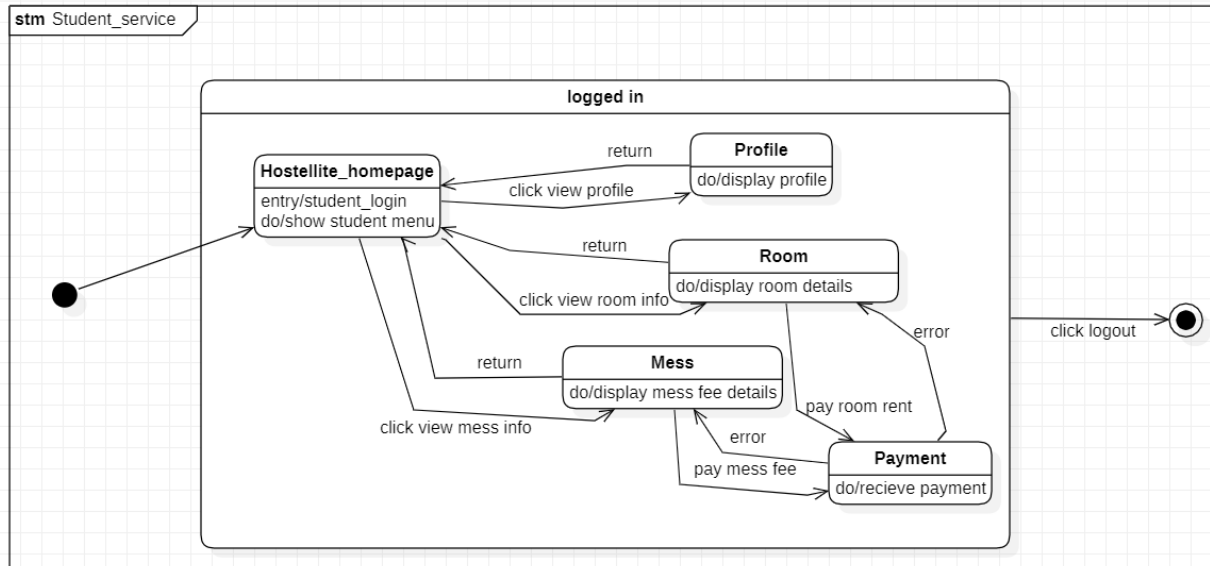 stm Student_service
logged in
Hostellite_homepage
entry/student_login
do/show student menu
return
click view profile
Profile
do/display profile
return
click view room info
Room
do/display room details
return
click view mess info
Mess
do/display mess fee details
error
pay mess fee
pay room rent
error
Payment
do/recieve payment
click logout